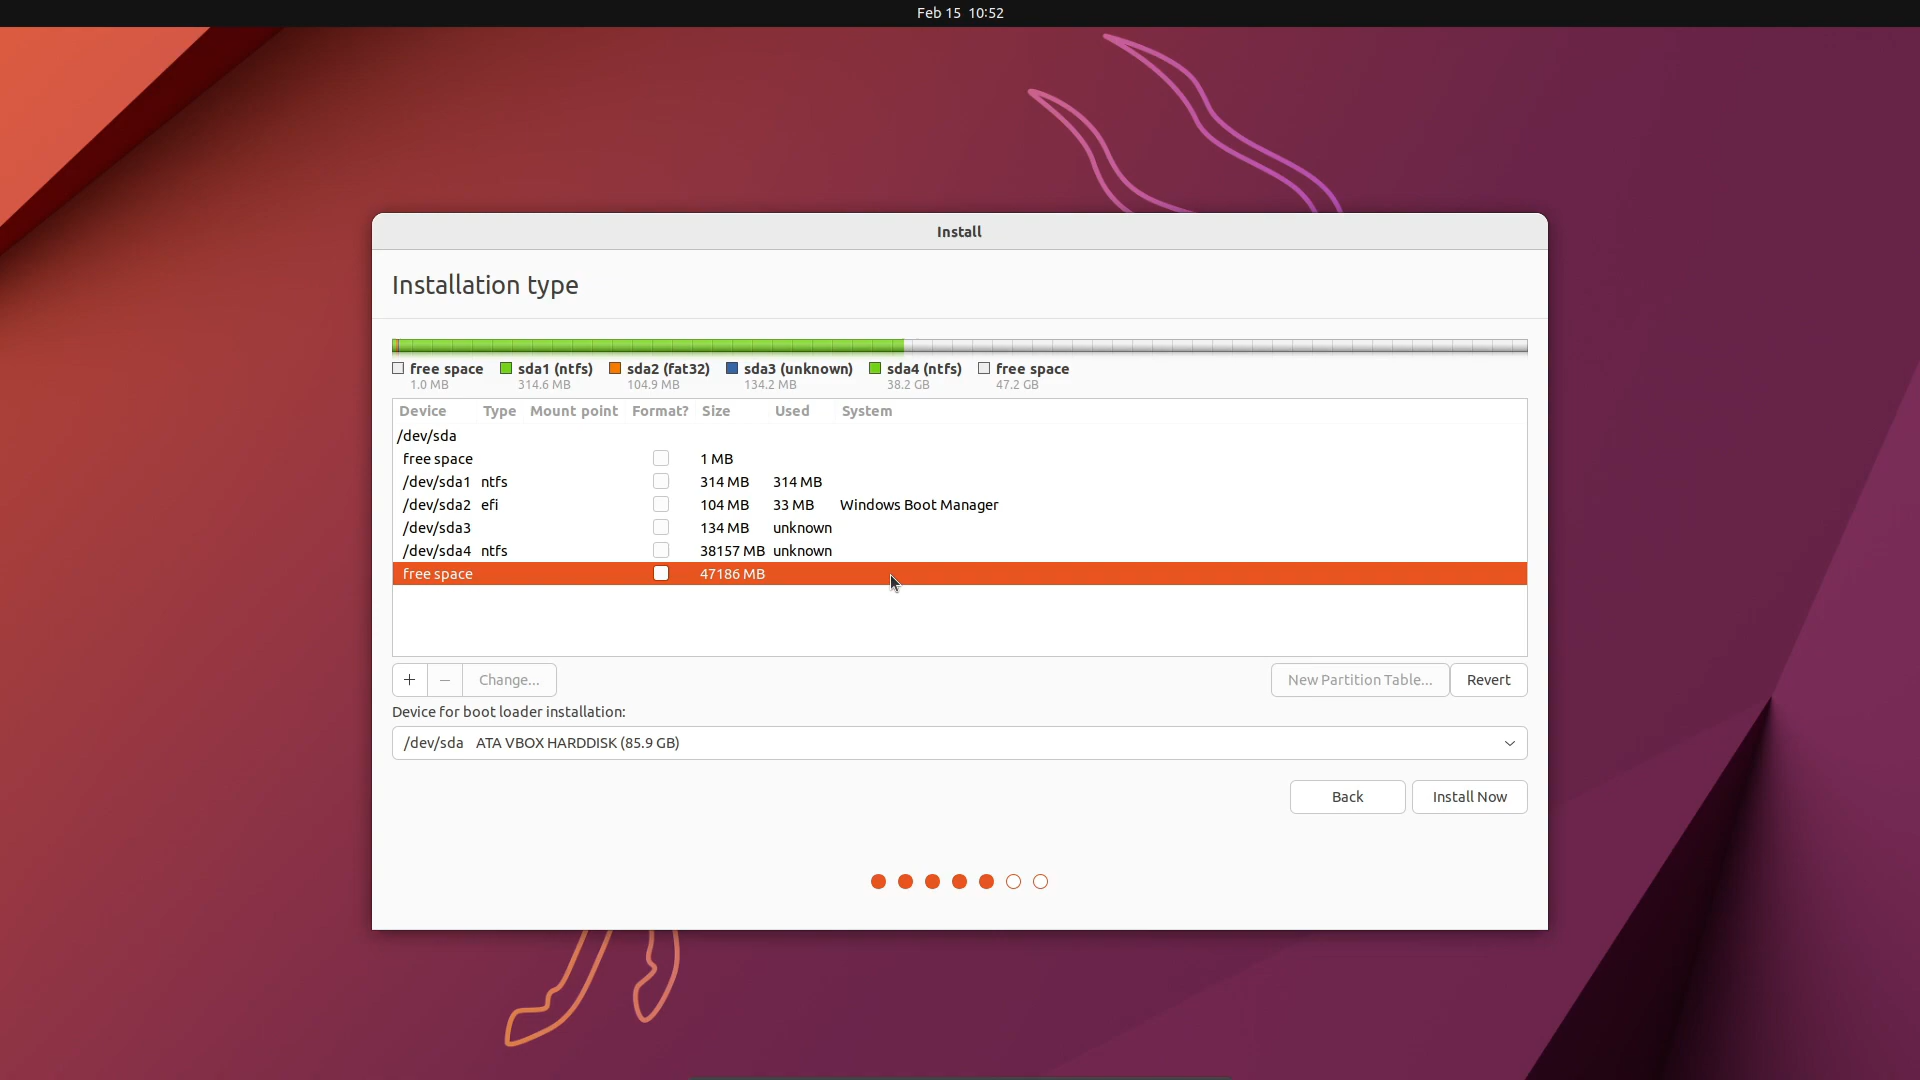 Feb 15 10:52
Install
Installation type
free space sda1 (ntfs) sda2 (fat32) sda3 (unknown) sda4 (ntfs) free space
1.0 MB 314.6 MB 104.9 MB 134.2 MB 38.2 GB 47.2 GB
Device Type Mount point Format? Size Used System
/dev/sda
free space 1 MB
/dev/sda1 ntfs 314 MB 314 MB
/dev/sda2 efi 104 MB 33 MB Windows Boot Manager
/dev/sda3 134 MB unknown
/dev/sda4 ntfs 38157 MB unknown
free space 47186 MB
+ − Change... New Partition Table... Revert
Device for boot loader installation:
/dev/sda ATA VBOX HARDDISK (85.9 GB)
Back Install Now